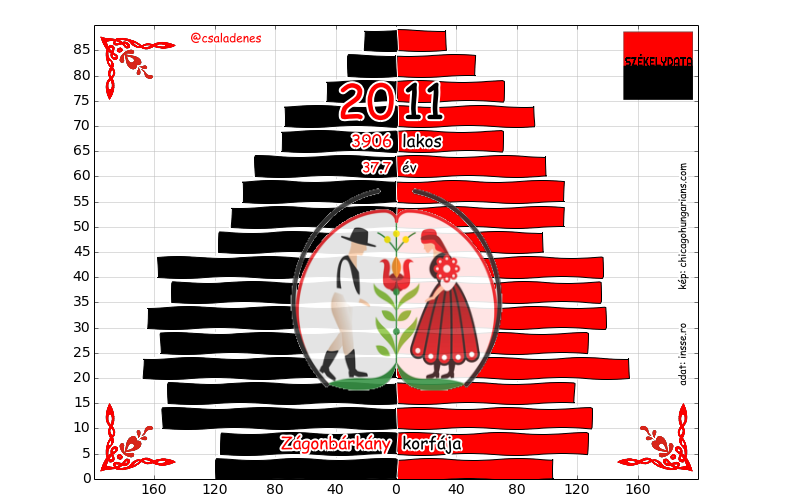 @csaladenes
SZÉKELYDATA
2011
3906 lakos
37.7 év
kép: chicagohungarians.com
adat: insse.ro
Zágonbárkány korfája
85
80
75
70
65
60
55
50
45
40
35
30
25
20
15
10
5
0
160 120 80 40 0 40 80 120 160